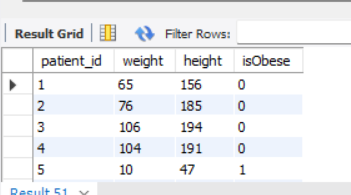 Result Grid Filter Rows:
patient_id weight height isObese
1 65 156 0
2 76 185 0
3 106 194 0
4 104 191 0
5 10 47 1
Result 51